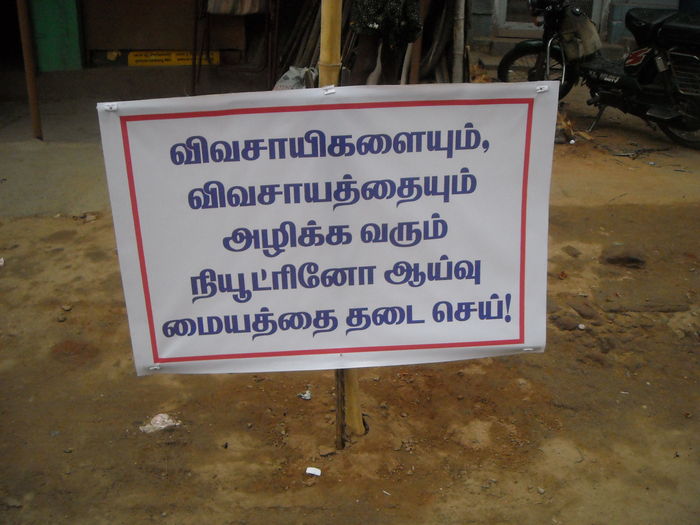 விவசாயிகளையும்,
விவசாயத்தையும்
அழிக்க வரும்
நியூட்ரினோ ஆய்வு
மையத்தை தடை செய்!